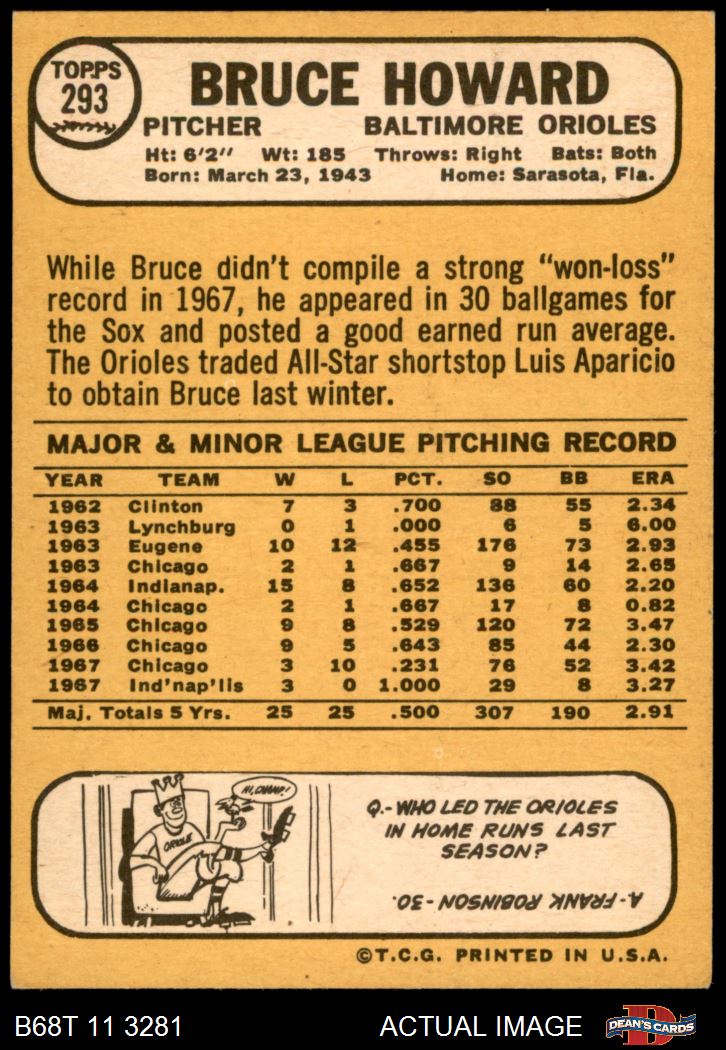 TOPPS
293
BRUCE HOWARD
PITCHER BALTIMORE ORIOLES
Ht: 6'2" Wt: 185 Throws: Right Bats: Both
Born: March 23, 1943 Home: Sarasota, Fla.
While Bruce didn't compile a strong "won-loss"
record in 1967, he appeared in 30 ballgames for
the Sox and posted a good earned run average.
The Orioles traded All-Star shortstop Luis Aparicio
to obtain Bruce last winter.
MAJOR & MINOR LEAGUE PITCHING RECORD
YEAR TEAM W L PCT. SO BB ERA
1962 Clinton 7 3 .700 88 55 2.34
1963 Lynchburg 0 1 .000 6 5 6.00
1963 Eugene 10 12 .455 176 73 2.93
1963 Chicago 2 1 .667 9 14 2.65
1964 Indianap. 15 8 .652 136 60 2.20
1964 Chicago 2 1 .667 17 8 0.82
1965 Chicago 9 8 .529 120 72 3.47
1966 Chicago 9 5 .643 85 44 2.30
1967 Chicago 3 10 .231 76 52 3.42
1967 Ind'nap'lis 3 0 1.000 29 8 3.27
Maj. Totals 5 Yrs. 25 25 .500 307 190 2.91
HI, CHAMP!
ORIOLE
Q.-WHO LED THE ORIOLES
IN HOME RUNS LAST
SEASON?
A-FRANK ROBINSON-30.
©T.C.G. PRINTED IN U.S.A.
B68T 11 3281 ACTUAL IMAGE D DEAN'S CARDS